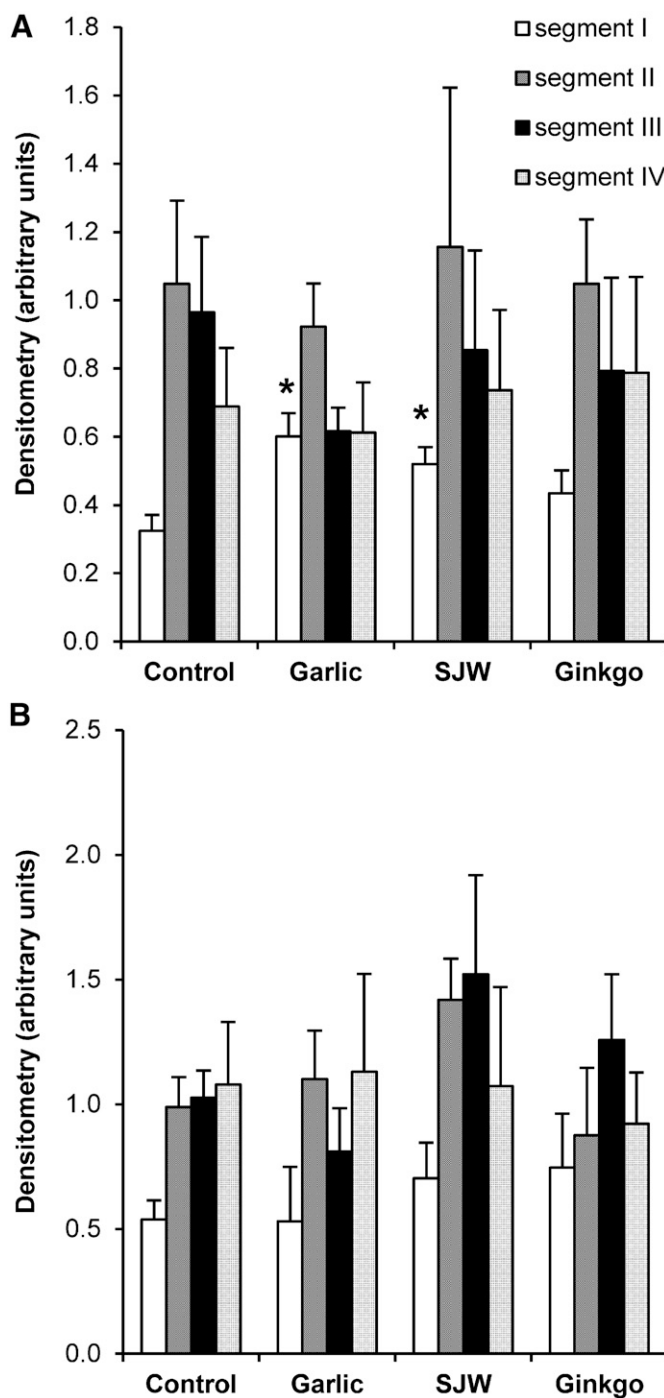 A
segment I
segment II
segment III
segment IV
Densitometry (arbitrary units)
1.8
1.6
1.4
1.2
1.0
0.8
0.6
0.4
0.2
0.0
*
*
Control Garlic SJW Ginkgo
B
Densitometry (arbitrary units)
2.5
2.0
1.5
1.0
0.5
0.0
Control Garlic SJW Ginkgo